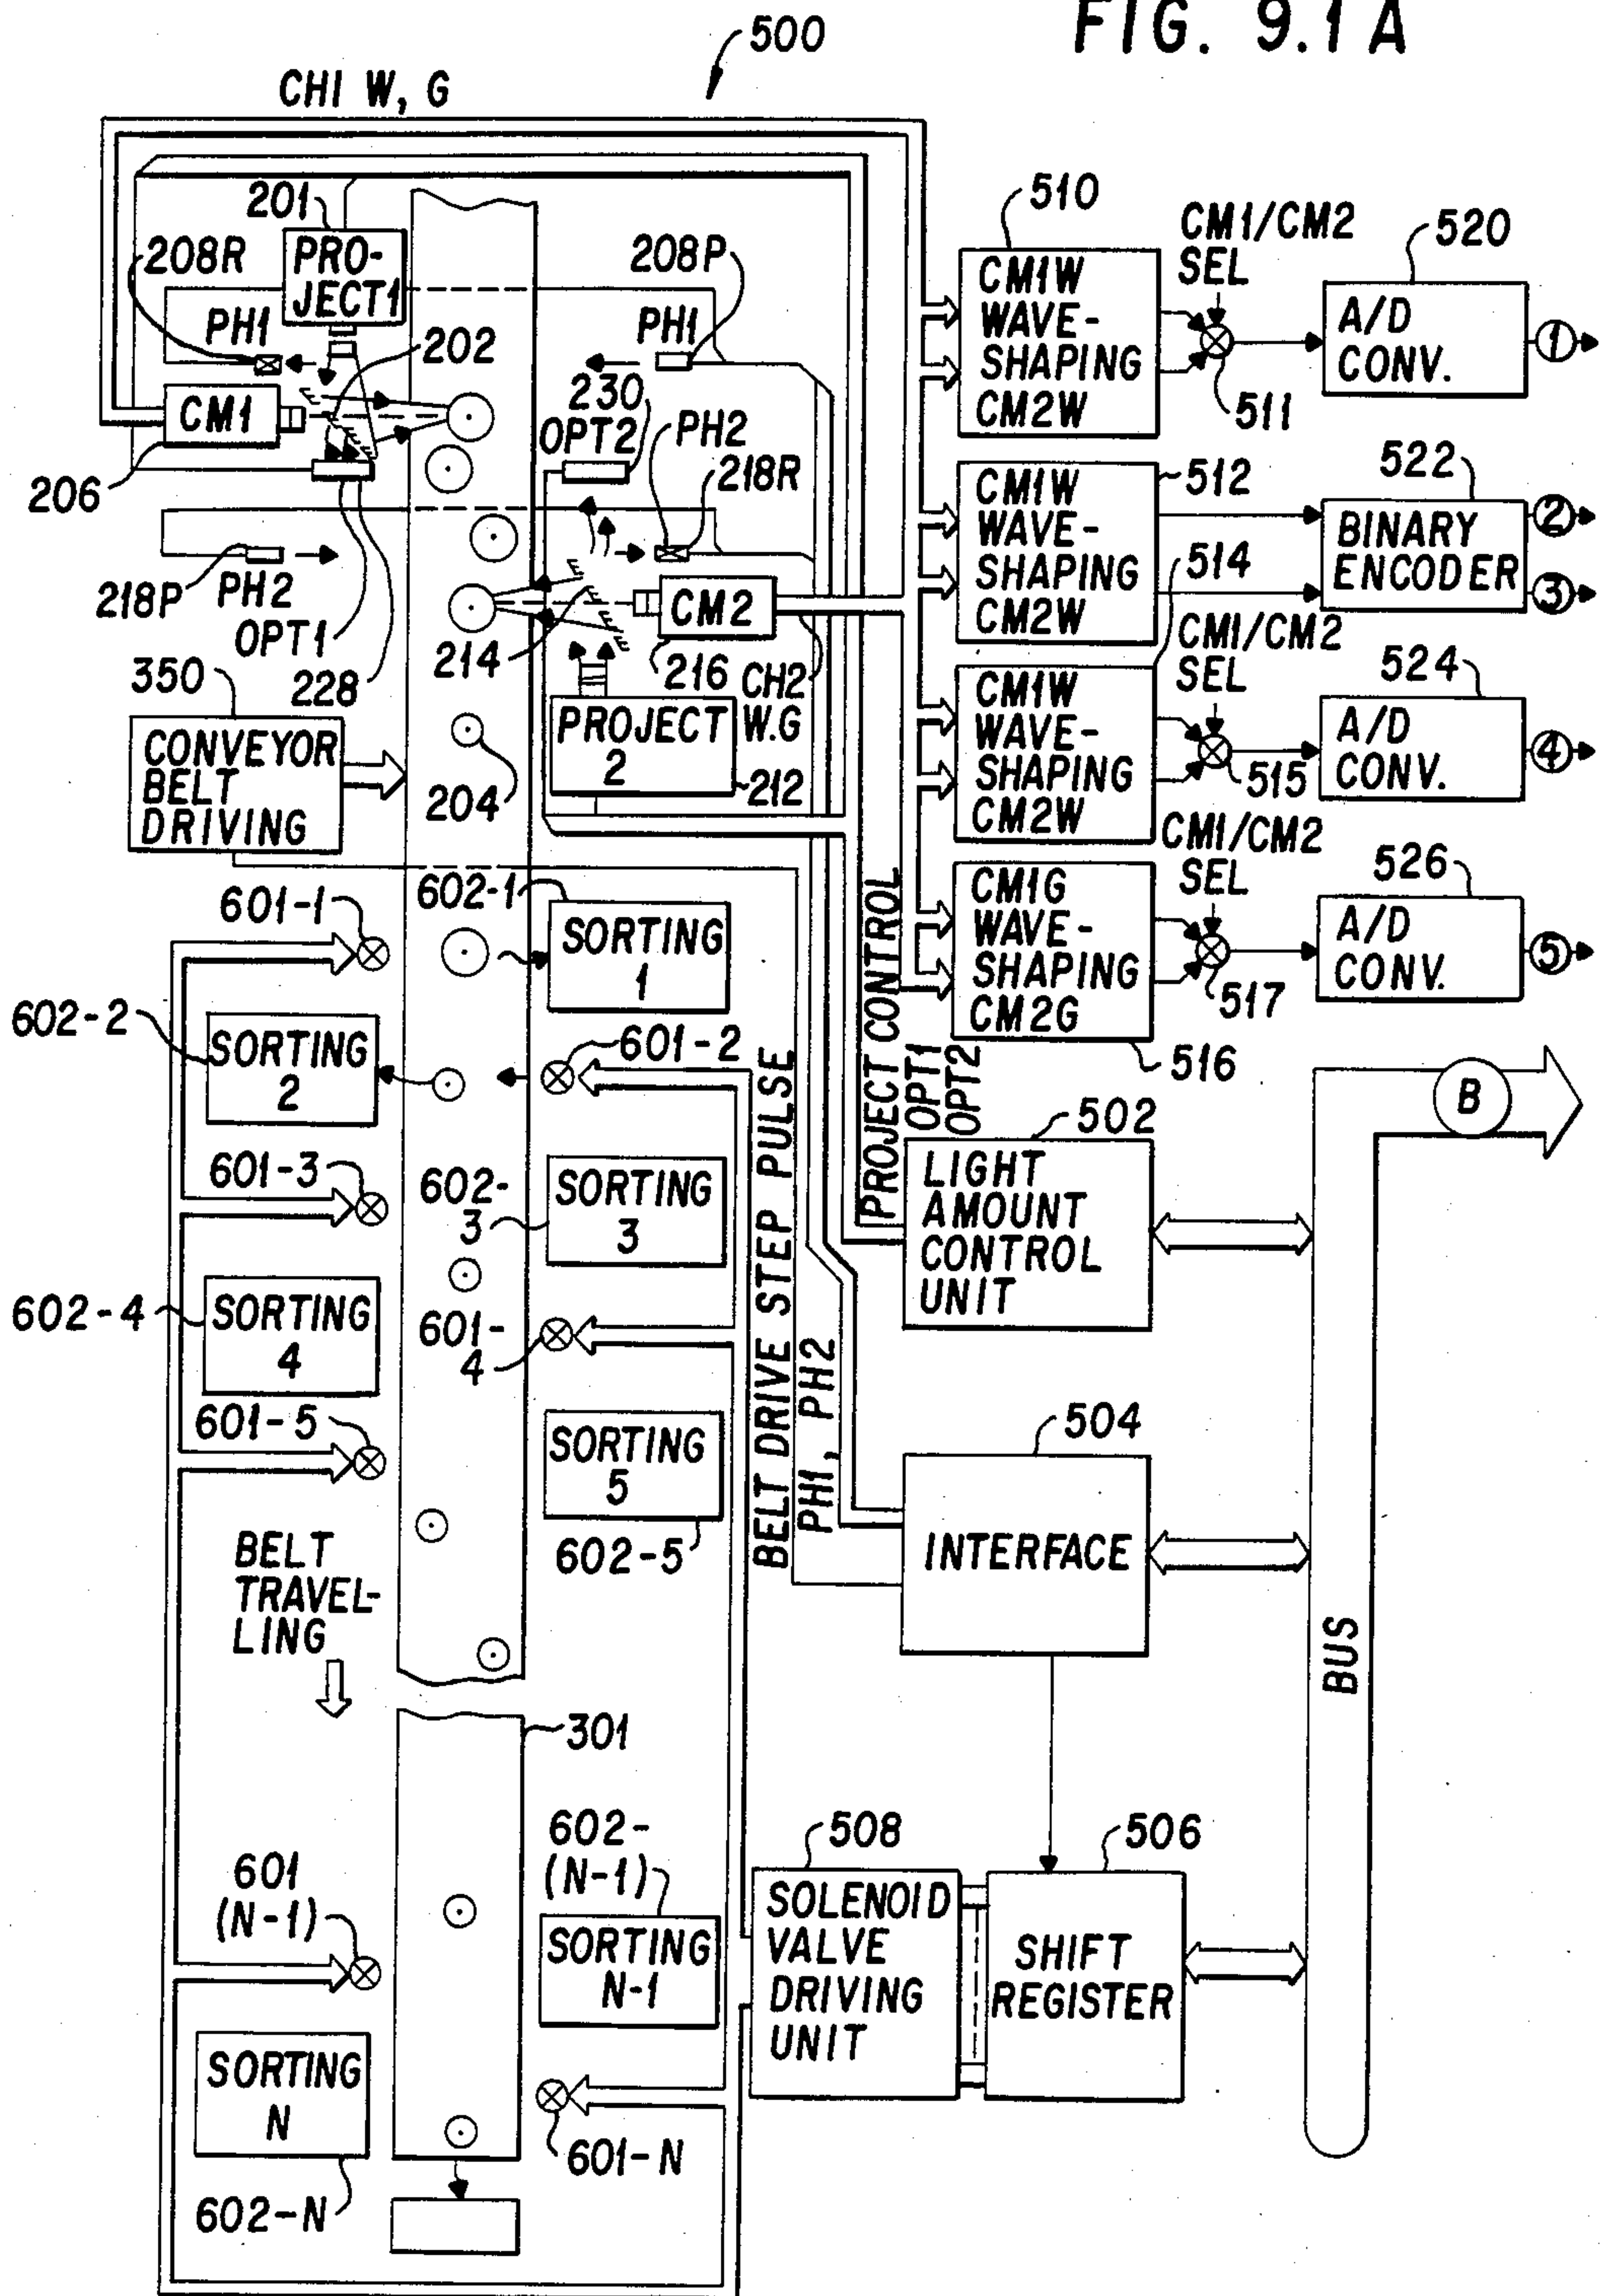 FIG. 9.1A
500
CH1 W, G
201
PRO-
JECT1
208R
PH1
208P
PH1
202
CM1
206
230
OPT2
PH2
218R
218P
PH2
OPT1
228
CM2
214
216
CH2
W.G
PROJECT
2
212
350
CONVEYOR
BELT
DRIVING
204
510
CM1W
WAVE-
SHAPING
CM2W
CM1/CM2
SEL
511
520
A/D
CONV.
1
512
CM1W
WAVE-
SHAPING
CM2W
522
BINARY
ENCODER
2
3
514
CM1W
WAVE-
SHAPING
CM2W
CM1/CM2
SEL
515
524
A/D
CONV.
4
CM1G
WAVE-
SHAPING
CM2G
516
CM1/CM2
SEL
517
526
A/D
CONV.
5
601-1
602-1
SORTING
1
602-2
SORTING
2
601-2
601-3
602-
3
SORTING
3
602-4
SORTING
4
601-
4
601-5
SORTING
5
602-5
BELT
TRAVEL-
LING
301
BELT DRIVE STEP PULSE
PH1, PH2
PROJECT CONTROL
OPT1
OPT2
502
LIGHT
AMOUNT
CONTROL
UNIT
B
504
INTERFACE
BUS
508
SOLENOID
VALVE
DRIVING
UNIT
506
SHIFT
REGISTER
601
(N-1)
602-
(N-1)
SORTING
N-1
SORTING
N
602-N
601-N